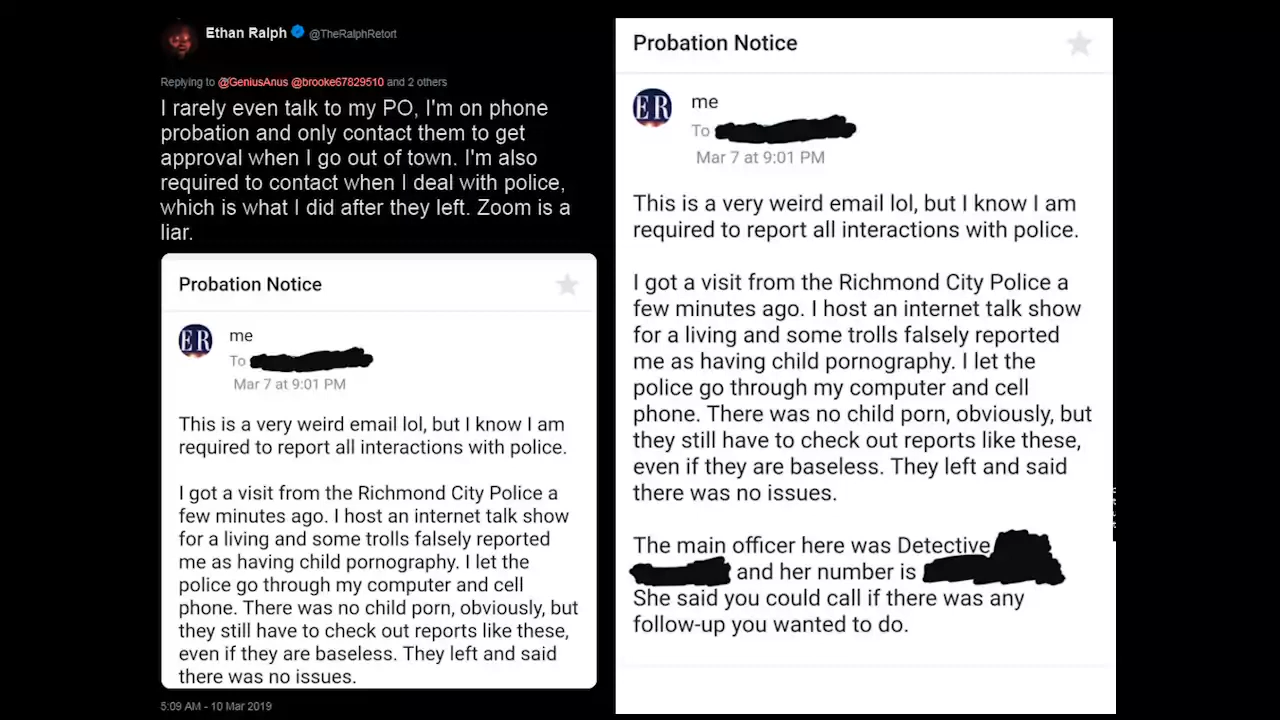 Ethan Ralph @TheRalphRetort
Replying to @GeniusAnus @brooke67829510 and 2 others
I rarely even talk to my PO, I'm on phone
probation and only contact them to get
approval when I go out of town. I'm also
required to contact when I deal with police,
which is what I did after they left. Zoom is a
liar.
Probation Notice
ER
me
To
Mar 7 at 9:01 PM
This is a very weird email lol, but I know I am
required to report all interactions with police.
I got a visit from the Richmond City Police a
few minutes ago. I host an internet talk show
for a living and some trolls falsely reported
me as having child pornography. I let the
police go through my computer and cell
phone. There was no child porn, obviously, but
they still have to check out reports like these,
even if they are baseless. They left and said
there was no issues.
5:09 AM - 10 Mar 2019
Probation Notice
ER
me
To
Mar 7 at 9:01 PM
This is a very weird email lol, but I know I am
required to report all interactions with police.
I got a visit from the Richmond City Police a
few minutes ago. I host an internet talk show
for a living and some trolls falsely reported
me as having child pornography. I let the
police go through my computer and cell
phone. There was no child porn, obviously, but
they still have to check out reports like these,
even if they are baseless. They left and said
there was no issues.
The main officer here was Detective
and her number is
She said you could call if there was any
follow-up you wanted to do.